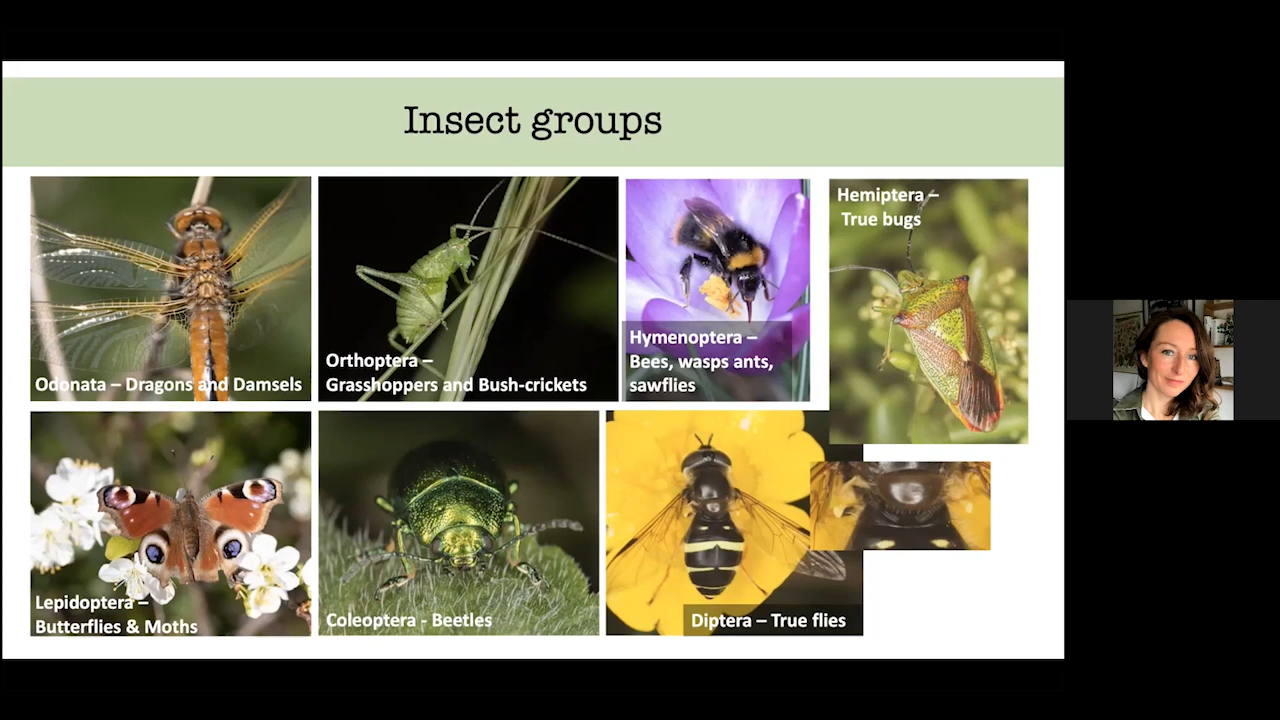 Insect groups
Odonata – Dragons and Damsels
Orthoptera –
Grasshoppers and Bush-crickets
Hymenoptera –
Bees, wasps ants,
sawflies
Hemiptera –
True bugs
Lepidoptera –
Butterflies & Moths
Coleoptera - Beetles
Diptera – True flies